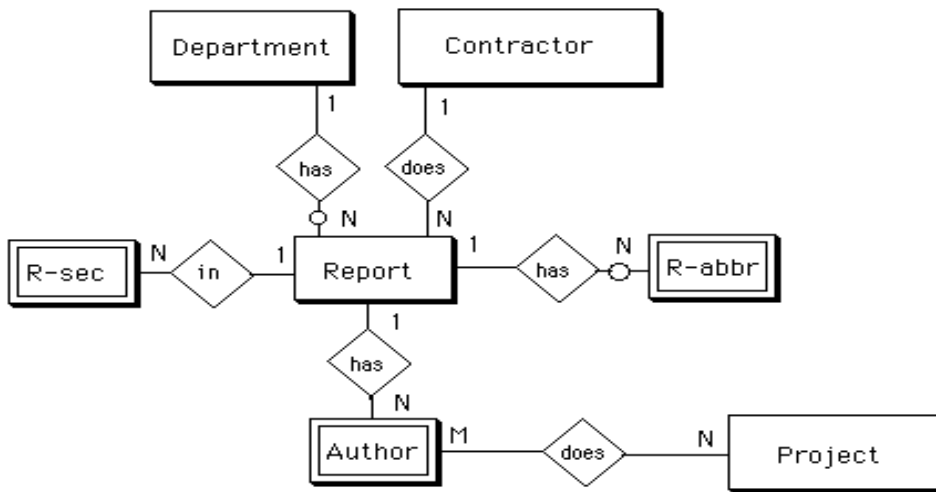 Department
Contractor
1
1
has
does
N
N
R-sec
N
in
1
Report
1
has
N
R-abbr
1
has
N
Author
M
does
N
Project